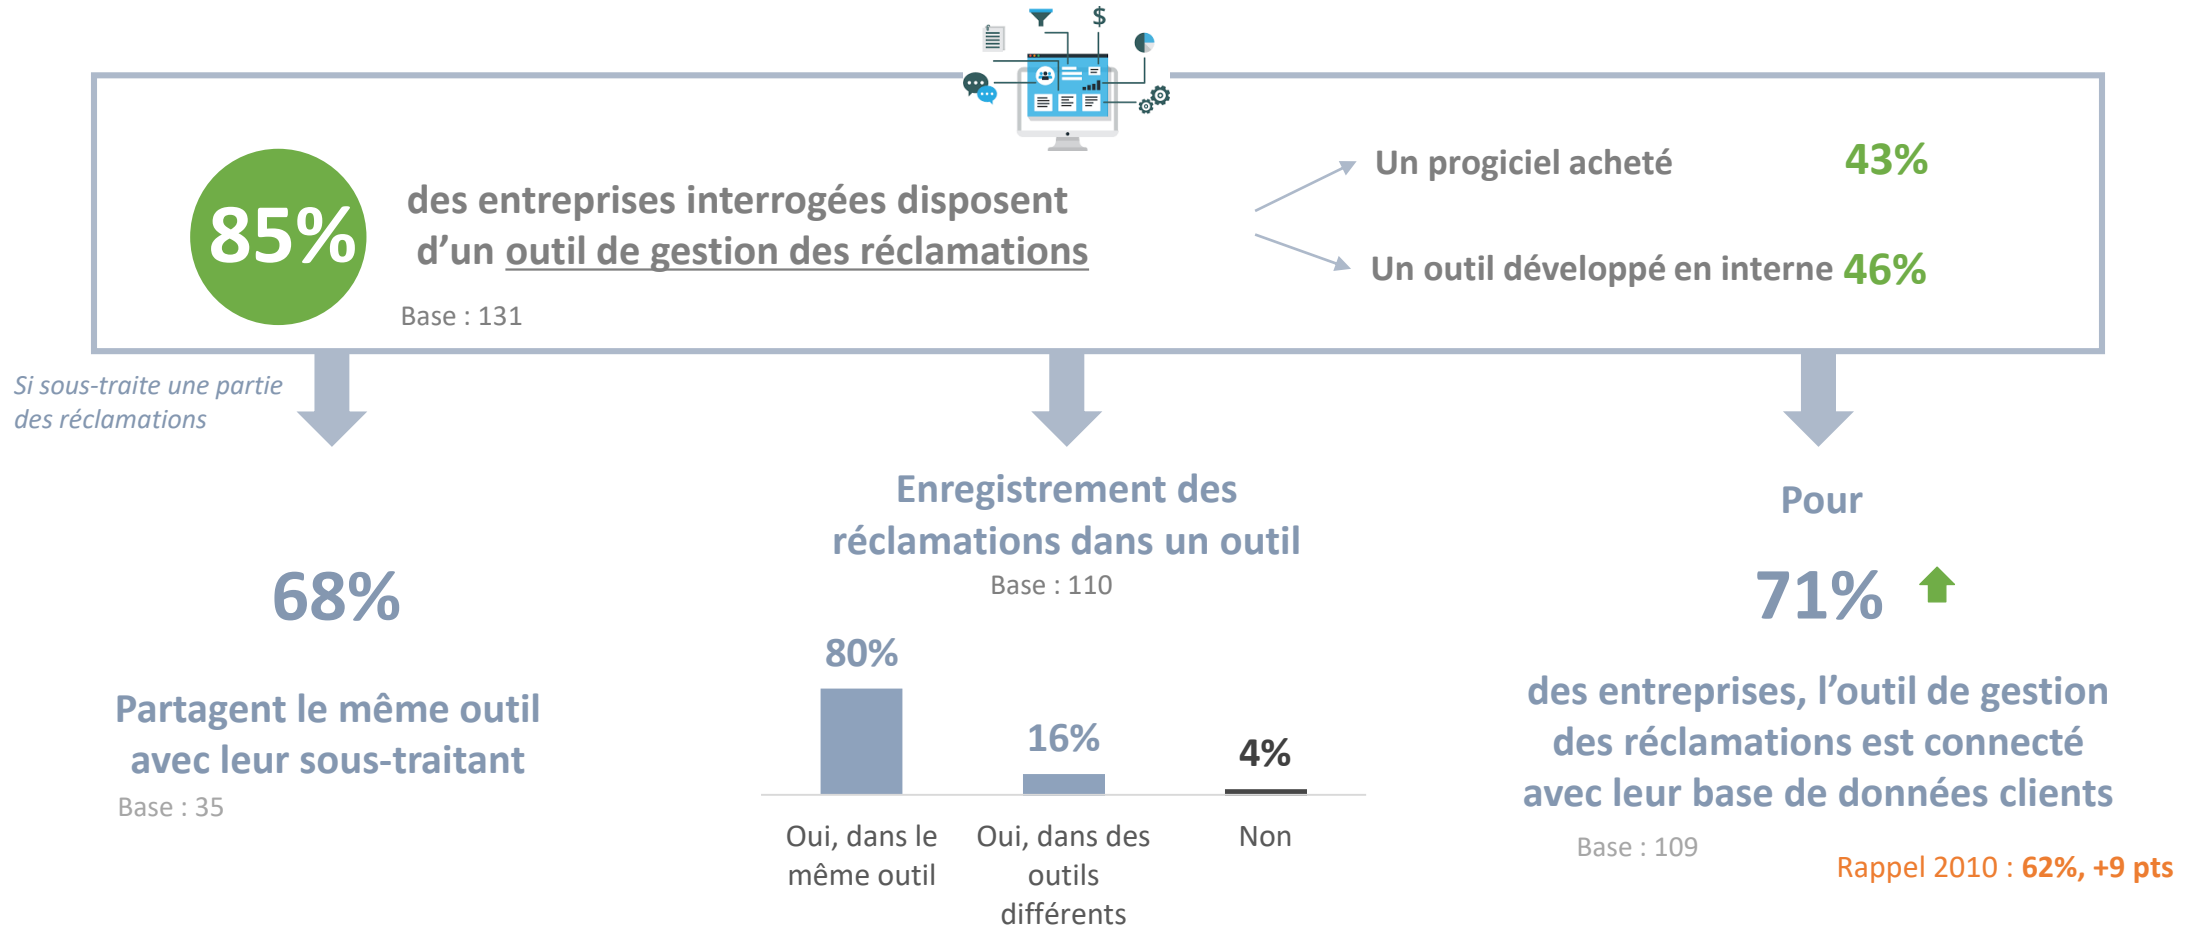 $
85%
des entreprises interrogées disposent
d’un outil de gestion des réclamations
Base : 131
Un progiciel acheté 43%
Un outil développé en interne 46%
Si sous-traite une partie
des réclamations
68%
Partagent le même outil
avec leur sous-traitant
Base : 35
Enregistrement des
réclamations dans un outil
Base : 110
80%
16%
4%
Oui, dans le
même outil
Oui, dans des
outils
différents
Non
Pour
71%
des entreprises, l’outil de gestion
des réclamations est connecté
avec leur base de données clients
Base : 109
Rappel 2010 : 62%, +9 pts